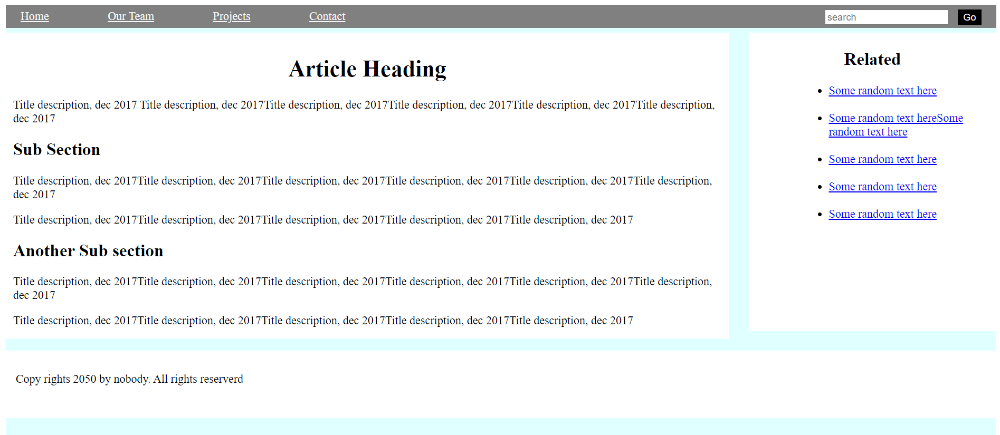 Home Our Team Projects Contact search Go
Article Heading
Title description, dec 2017 Title description, dec 2017Title description, dec 2017Title description, dec 2017Title description, dec 2017Title description,
dec 2017
Sub Section
Title description, dec 2017Title description, dec 2017Title description, dec 2017Title description, dec 2017Title description, dec 2017Title description,
dec 2017
Title description, dec 2017Title description, dec 2017Title description, dec 2017Title description, dec 2017Title description, dec 2017
Another Sub section
Title description, dec 2017Title description, dec 2017Title description, dec 2017Title description, dec 2017Title description, dec 2017Title description,
dec 2017
Title description, dec 2017Title description, dec 2017Title description, dec 2017Title description, dec 2017Title description, dec 2017
Related
Some random text here
Some random text hereSome
random text here
Some random text here
Some random text here
Some random text here
Copy rights 2050 by nobody. All rights reserverd